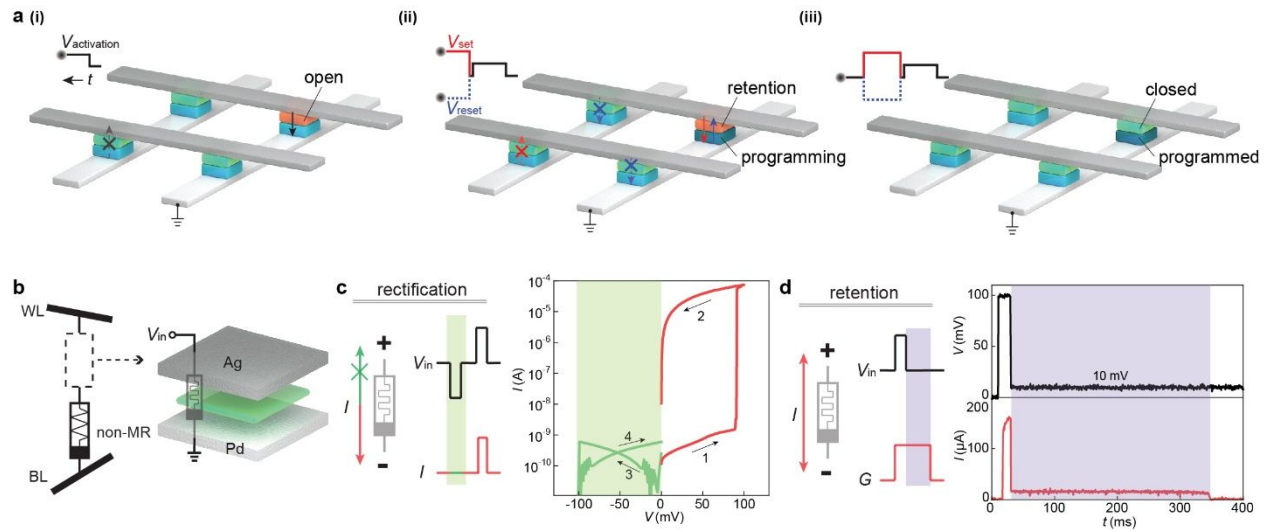 a (i)
V_activation
t
open
(ii)
V_set
V_reset
retention
programming
(iii)
closed
programmed
b
WL
non-MR
BL
V_in
Ag
Pd
c rectification
+
I
-
V_in
I
I (A)
10^-4
10^-5
10^-6
10^-7
10^-8
10^-9
10^-10
2
4
3
1
-100 -50 0 50 100
V (mV)
d
retention
+
I
-
V_in
G
V (mV)
100
50
0
10 mV
I (μA)
200
100
0
0 100 200 300 400
t (ms)